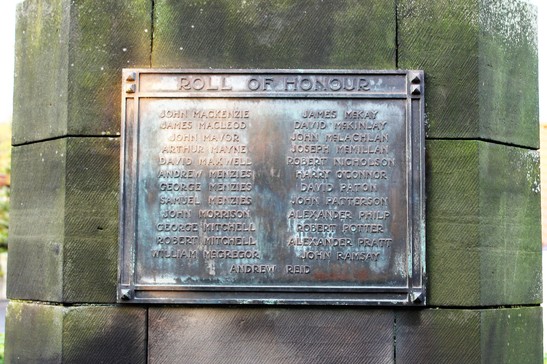 ROLL OF HONOUR
JOHN MACKENZIE
JAMES MACLEOD
JOHN MAVOR
ARTHUR MAYNE
DAVID MAXWELL
ANDREW MENZIES
GEORGE MENZIES
SAMUEL MENZIES
JOHN MORRISON
GEORGE MITCHELL
ROBERT MITCHELL
WILLIAM MCGREGOR
JAMES MCKAY
DAVID MCKINLAY
JOHN MCLACHLAN
JOSEPH MCMILLAN
ROBERT NICHOLSON
HARRY O'CONNOR
DAVID PATON
JOHN PATTERSON
ALEXANDER PHILP
ROBERT POTTER
ALEXANDER PRATT
JOHN RAMSAY
ANDREW REID